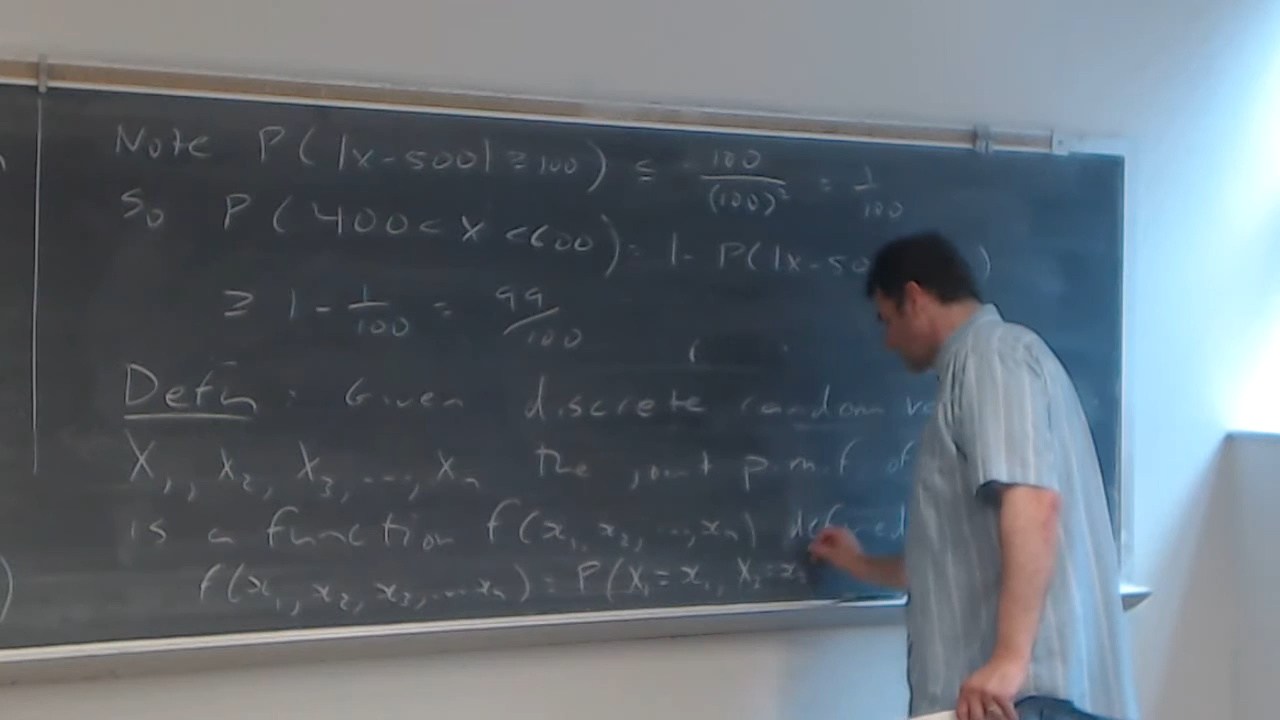 Note P(|x-500| ≥ 100) ≤ 100/(100)² = 1/100
So P(400 < x < 600) = 1 - P(|x-50 )
≥ 1 - 1/100 = 99/100
Defn: Given discrete random
X₁, X₂, X₃, ..., Xₙ the joint p.m.f of
is a function f(x₁, x₂, ..., xₙ) defined
f(x₁, x₂, x₃, ... xₙ) = P(X₁ = x₁, X₂ = x₂